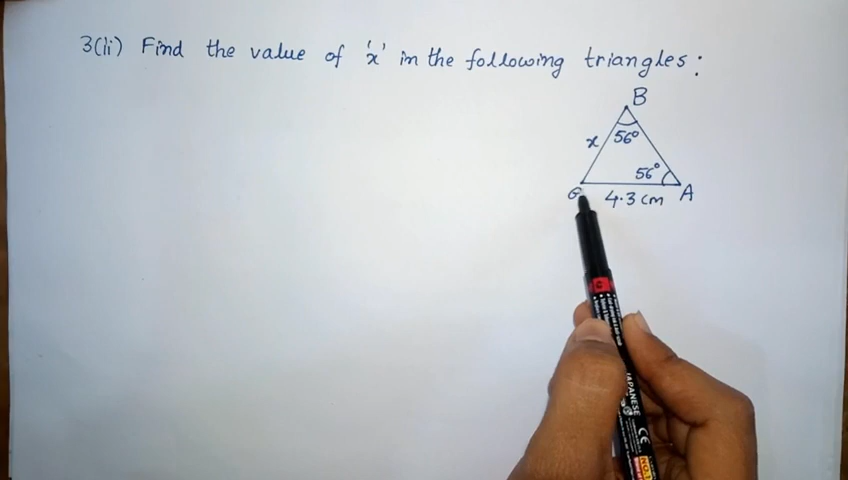 3(ii) Find the value of 'x' in the following triangles:
B
x
56°
56°
G
4.3 cm
A
JAPANESE
CE